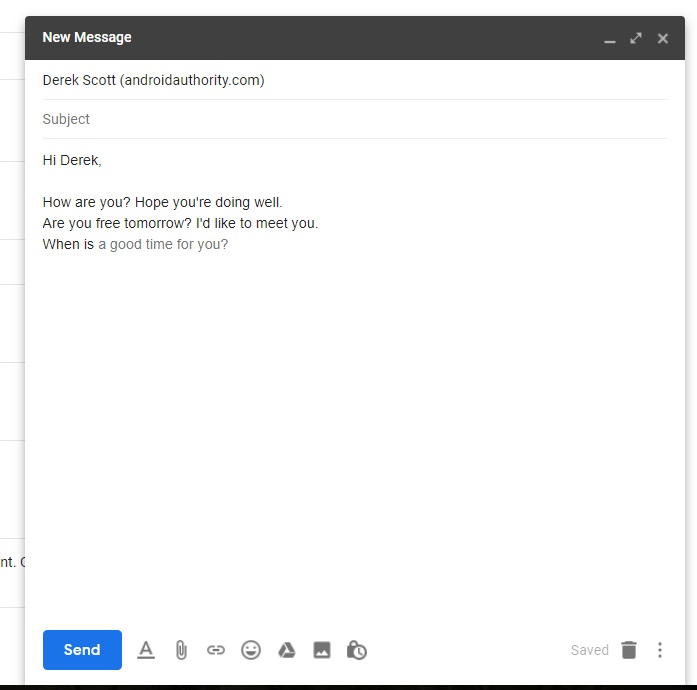 New Message
Derek Scott (androidauthority.com)
Subject
Hi Derek,
How are you? Hope you're doing well.
Are you free tomorrow? I'd like to meet you.
When is a good time for you?
nt.
Send
Saved